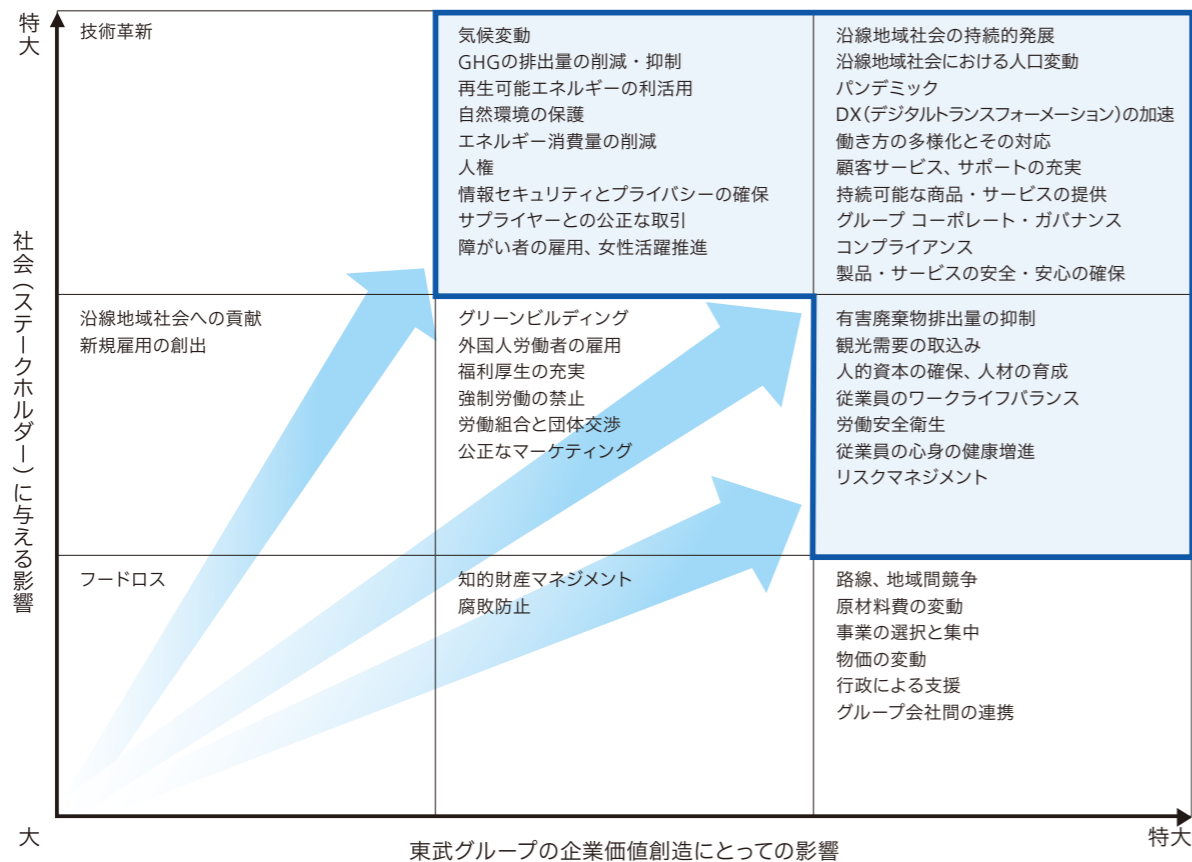 特大
技術革新
気候変動
GHGの排出量の削減・抑制
再生可能エネルギーの利活用
自然環境の保護
エネルギー消費量の削減
人権
情報セキュリティとプライバシーの確保
サプライヤーとの公正な取引
障がい者の雇用、女性活躍推進
沿線地域社会の持続的発展
沿線地域社会における人口変動
パンデミック
DX(デジタルトランスフォーメーション)の加速
働き方の多様化とその対応
顧客サービス、サポートの充実
持続可能な商品・サービスの提供
グループ コーポレート・ガバナンス
コンプライアンス
製品・サービスの安全・安心の確保
社会(ステークホルダー)に与える影響
沿線地域社会への貢献
新規雇用の創出
グリーンビルディング
外国人労働者の雇用
福利厚生の充実
強制労働の禁止
労働組合と団体交渉
公正なマーケティング
有害廃棄物排出量の抑制
観光需要の取込み
人的資本の確保、人材の育成
従業員のワークライフバランス
労働安全衛生
従業員の心身の健康増進
リスクマネジメント
フードロス
知的財産マネジメント
腐敗防止
路線、地域間競争
原材料費の変動
事業の選択と集中
物価の変動
行政による支援
グループ会社間の連携
大
東武グループの企業価値創造にとっての影響
特大